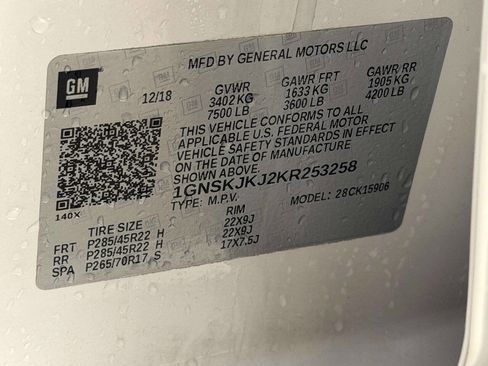 MFD BY GENERAL MOTORS LLC
GM
12/18
GVWR GAWR FRT GAWR/RR
3402 KG 1633 KG 1905 KG
7500 LB 3600 LB 4200 LB
THIS VEHICLE CONFORMS TO ALL
APPLICABLE U.S. FEDERAL MOTOR
VEHICLE SAFETY STANDARDS IN EFFECT
ON THE DATE OF MANUFACTURE
SHOWN ABOVE.
1GNSKJKJ2KR253258
TYPE: M.P.V. MODEL: 28CK15906
140X
TIRE SIZE RIM
FRT P285/45R22 H 22X9J
RR P285/45R22 H 22X9J
SPA P265/70R17 S 17X7.5J